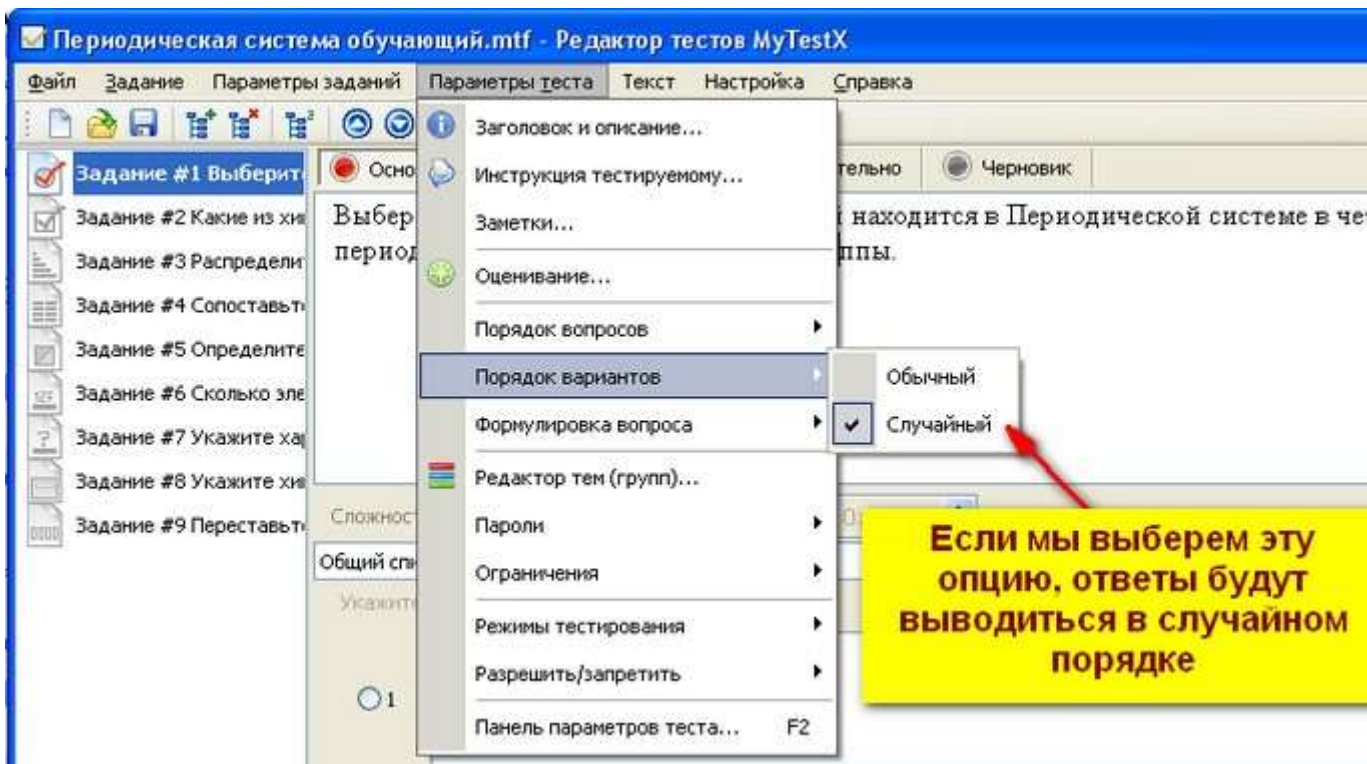 Периодическая система обучающий.mtf - Редактор тестов MyTestX
Файл Задание Параметры заданий Параметры теста Текст Настройка Справка
Задание #1 Выберит
Задание #2 Какие из хи
Задание #3 Распредели
Задание #4 Сопоставьт
Задание #5 Определите
Задание #6 Сколько эле
Задание #7 Укажите ха
Задание #8 Укажите хи
Задание #9 Переставьт
Осно
тельно Черновик
Выбер
находится в Периодической системе в че
период
ппы.
Заголовок и описание...
Инструкция тестируемому...
Заметки...
Оценивание...
Порядок вопросов
Порядок вариантов
Формулировка вопроса
Редактор тем (групп)...
Пароли
Ограничения
Режимы тестирования
Разрешить/запретить
Панель параметров теста... F2
Обычный
Случайный
Сложнос
Общий спи
Укажите
1
Если мы выберем эту
опцию, ответы будут
выводиться в случайном
порядке